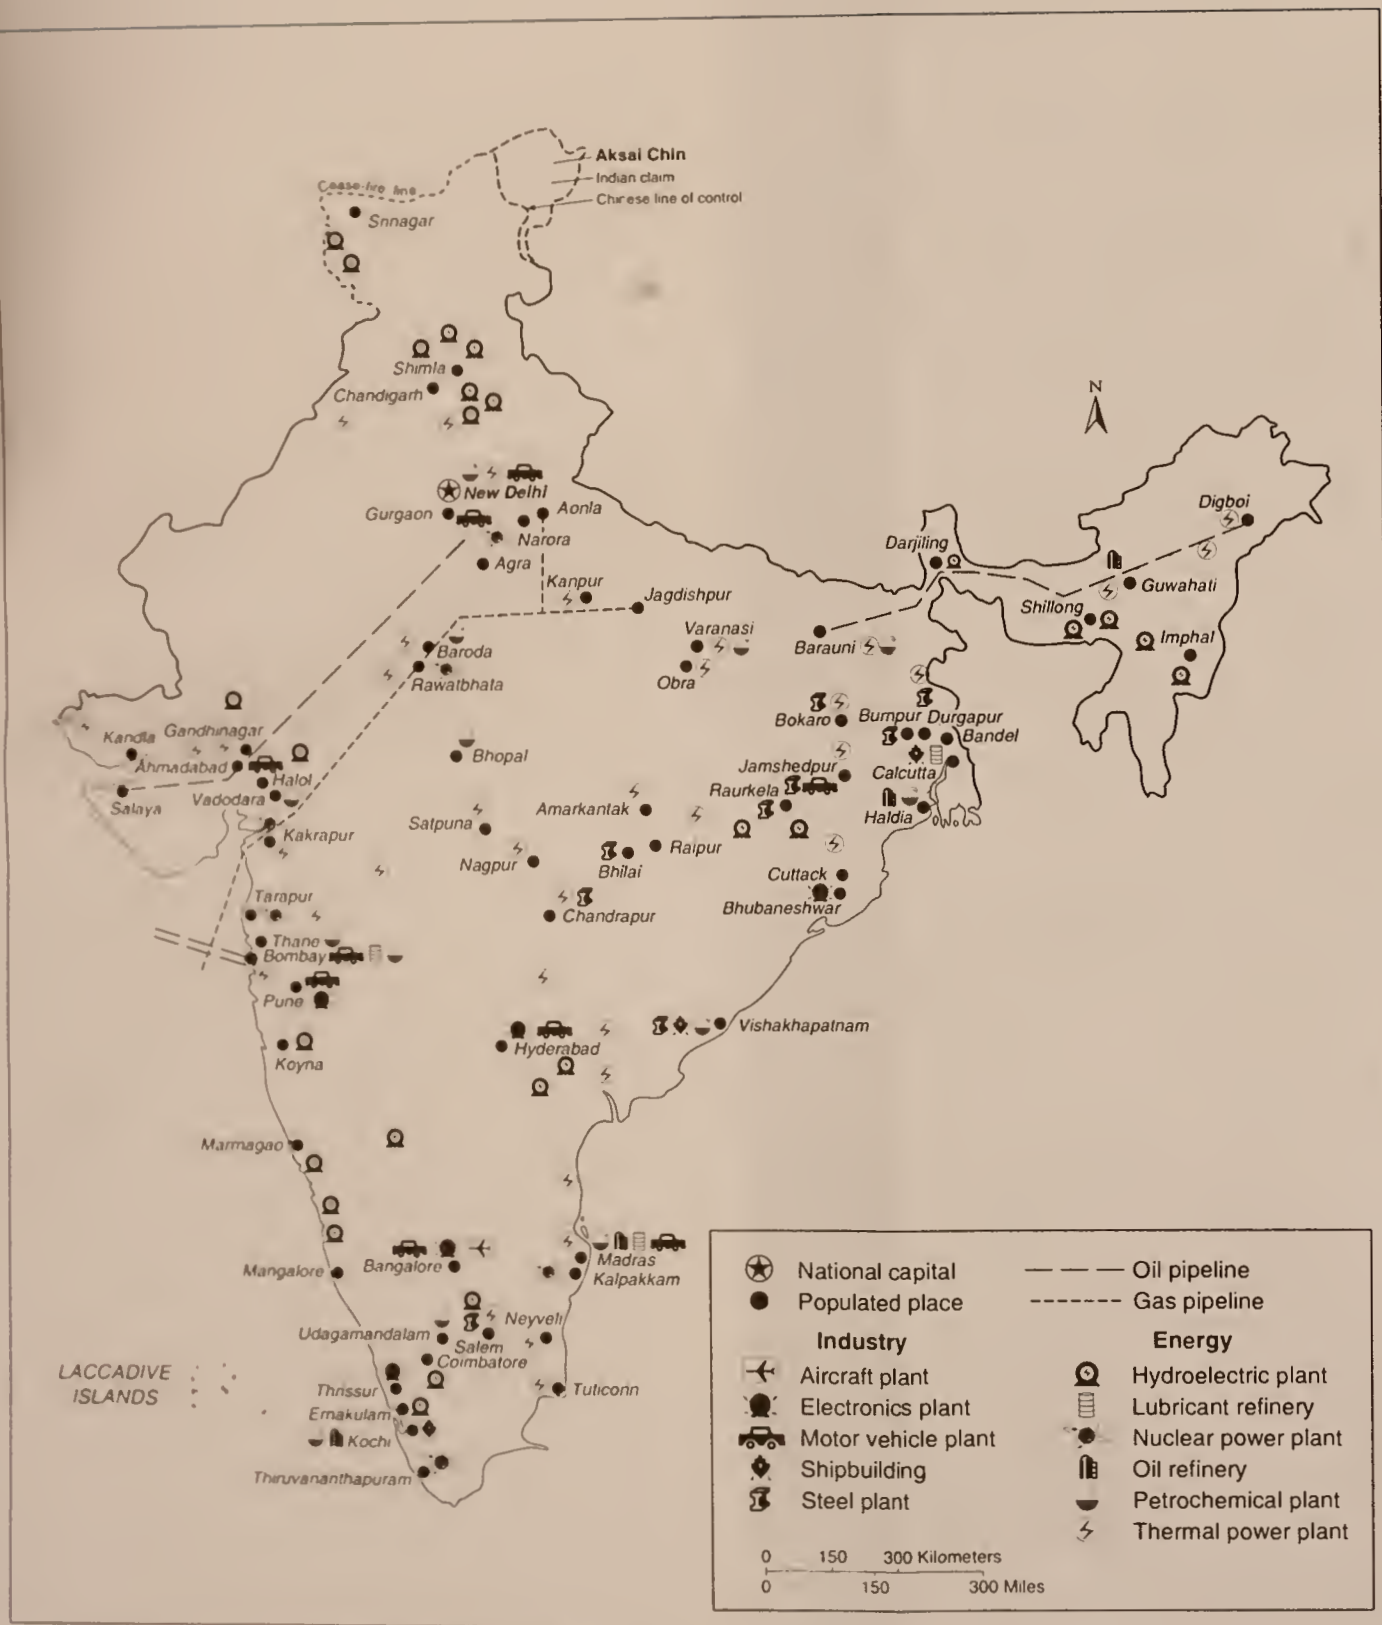 Aksai Chin
Indian claim
Chinese line of control
Cease-fire line
Srinagar
Shimla
Chandigarh
N
New Delhi
Gurgaon
Aonla
Narora
Agra
Digboi
Darjiling
Guwahati
Kanpur
Jagdishpur
Shillong
Imphal
Varanasi
Barauni
Baroda
Rawatbhata
Obra
Bokaro
Burnpur
Durgapur
Bandel
Kandla
Gandhinagar
Ahmadabad
Bhopal
Calcutta
Jamshedpur
Halol
Raurkela
Salaya
Vadodara
Amarkantak
Haldia
Kakrapur
Satpuna
Nagpur
Raipur
Bhilai
Cuttack
Tarapur
Chandrapur
Bhubaneshwar
Thane
Bombay
Pune
Vishakhapatnam
Hyderabad
Koyna
Marmagao
Madras
Mangalore
Bangalore
Kalpakkam
Neyveli
Udagamandalam
Salem
Coimbatore
LACCADIVE
ISLANDS
Thrissur
Tuticorin
Ernakulam
Kochi
Thiruvananthapuram
National capital
Populated place
Oil pipeline
Gas pipeline
Industry
Aircraft plant
Electronics plant
Motor vehicle plant
Shipbuilding
Steel plant
Energy
Hydroelectric plant
Lubricant refinery
Nuclear power plant
Oil refinery
Petrochemical plant
Thermal power plant
0 150 300 Kilometers
0 150 300 Miles